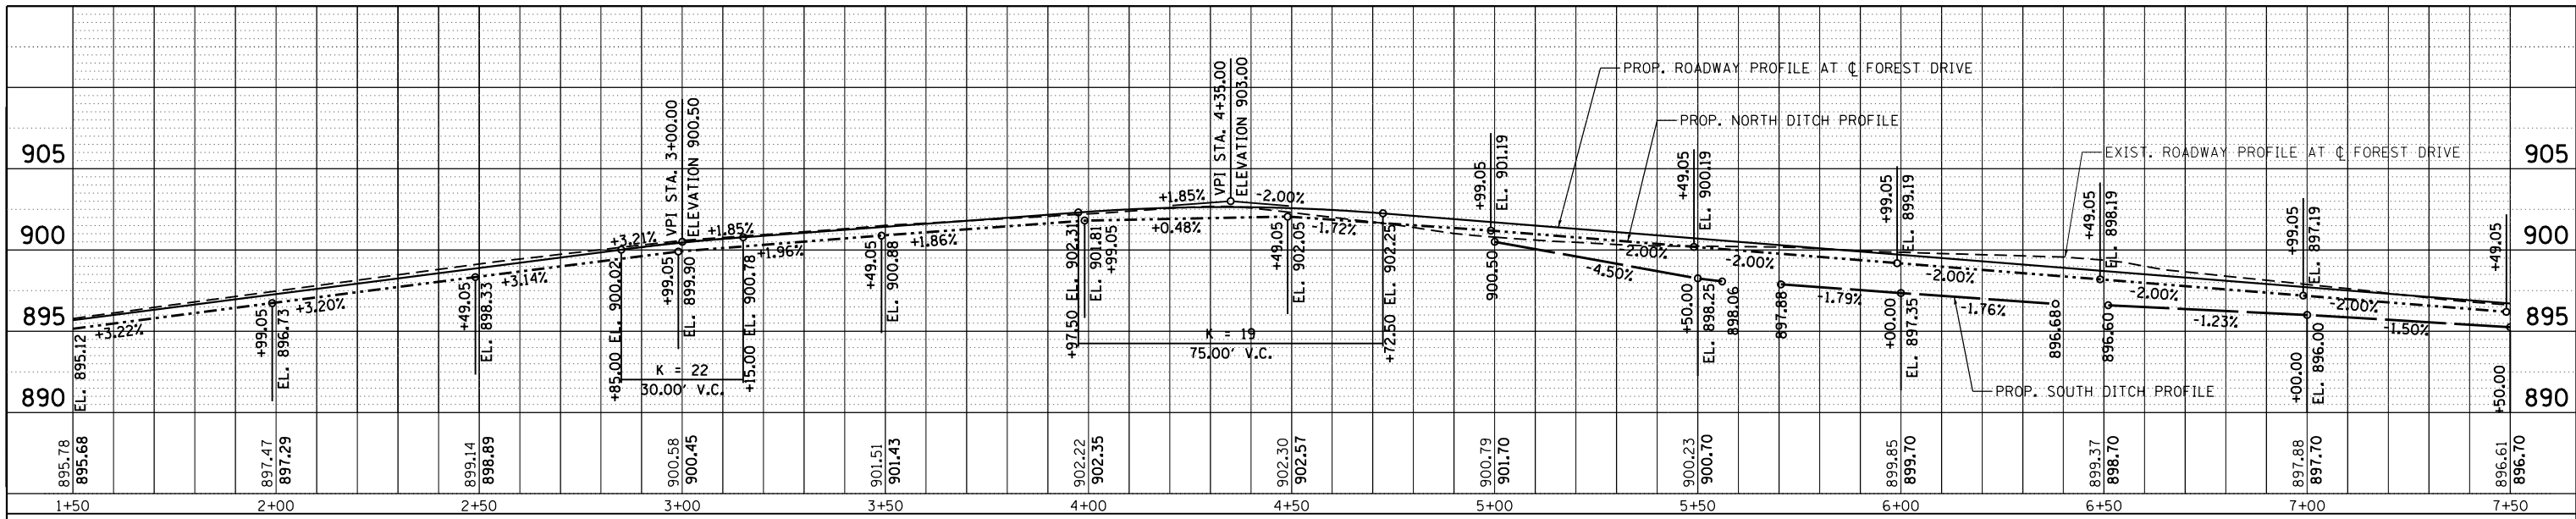 PROP. ROADWAY PROFILE AT ℄ FOREST DRIVE
PROP. NORTH DITCH PROFILE
EXIST. ROADWAY PROFILE AT ℄ FOREST DRIVE
PROP. SOUTH DITCH PROFILE
905
905
900
900
895
895
890
890
EL. 895.12
+3.22%
+99.05
EL. 896.73
+3.20%
+49.05
EL. 898.33
+3.14%
+85.00 EL. 900.02
+3.21%
VPI STA. 3+00.00
ELEVATION 900.50
+99.05
EL. 899.90
+1.85%
+15.00 EL. 900.78
K = 22
30.00' V.C.
+1.96%
+49.05
EL. 900.88
+1.86%
+97.50 EL. 902.31
EL. 901.81
+99.05
+0.48%
+1.85%
VPI STA. 4+35.00
ELEVATION 903.00
-2.00%
K = 19
75.00' V.C.
+49.05
EL. 902.05
-1.72%
+72.50 EL. 902.25
+99.05
EL. 901.19
900.50
-2.00%
-4.50%
+49.05
EL. 900.19
+50.00
EL. 898.25
898.06
-2.00%
897.88
-1.79%
+99.05
EL. 899.19
+00.00
EL. 897.35
-2.00%
-1.76%
896.68
+49.05
EL. 898.19
896.60
-2.00%
-1.23%
+99.05
EL. 897.19
+00.00
EL. 896.00
-2.00%
-1.50%
+49.05
+50.00
895.78
895.68
897.47
897.29
899.14
898.89
900.58
900.45
901.51
901.43
902.22
902.35
902.30
902.57
900.79
901.70
900.23
900.70
899.85
899.70
899.37
898.70
897.88
897.70
896.61
896.70
1+50
2+00
2+50
3+00
3+50
4+00
4+50
5+00
5+50
6+00
6+50
7+00
7+50